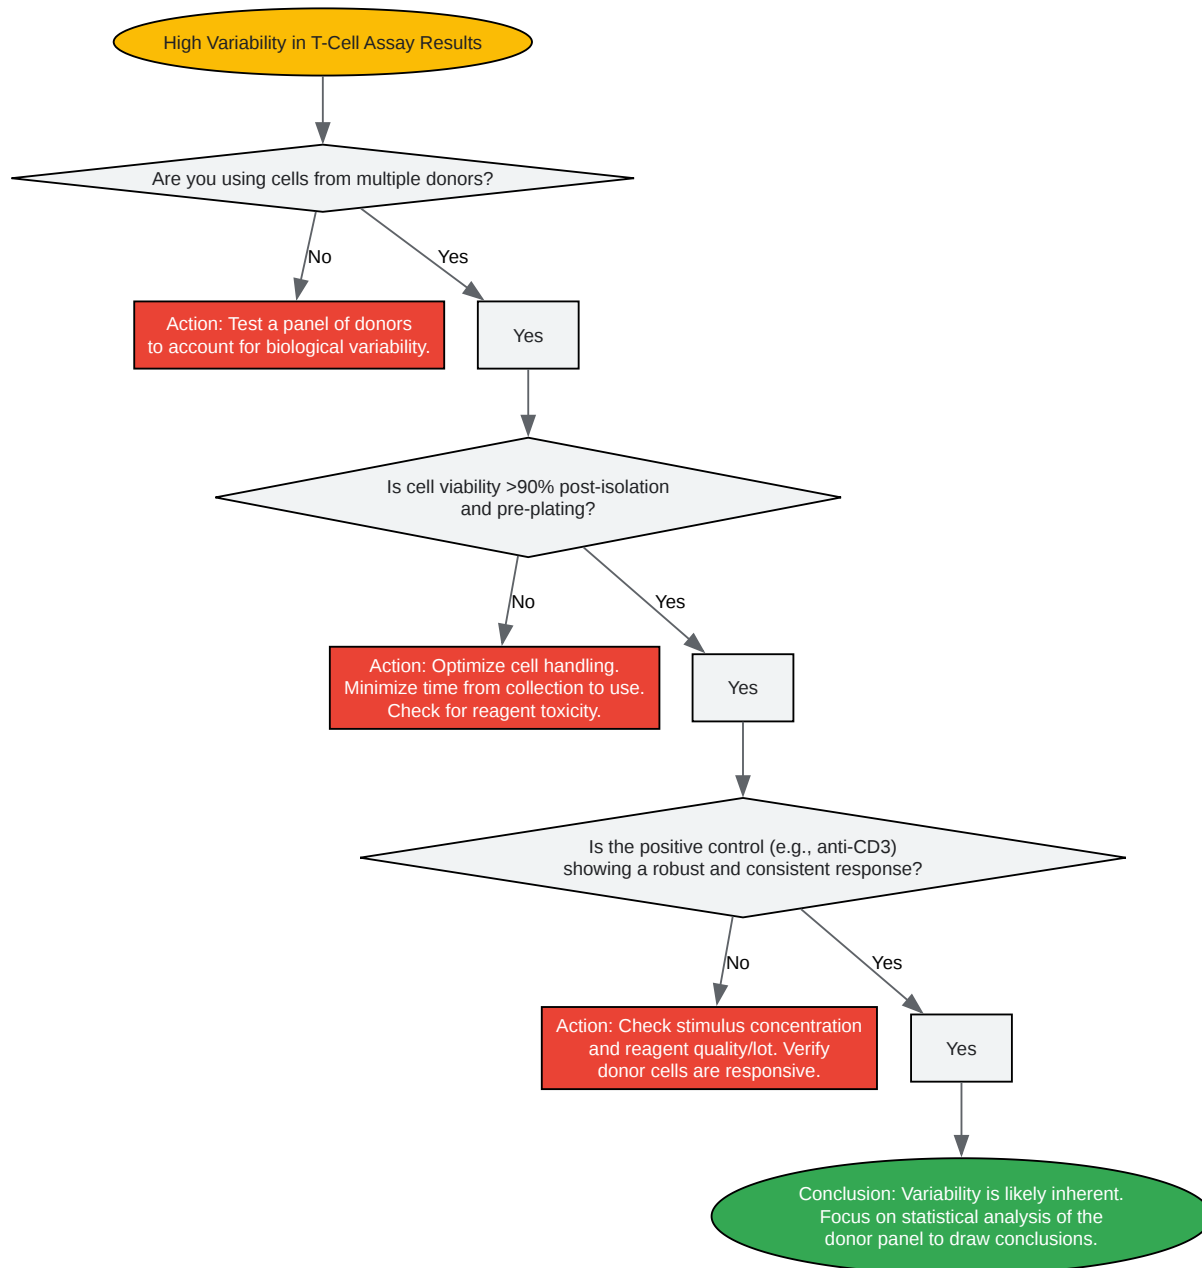 High Variability in T-Cell Assay Results
Are you using cells from multiple donors?
No
Yes
Action: Test a panel of donors
to account for biological variability.
Yes
Is cell viability >90% post-isolation
and pre-plating?
No
Yes
Action: Optimize cell handling.
Minimize time from collection to use.
Check for reagent toxicity.
Yes
Is the positive control (e.g., anti-CD3)
showing a robust and consistent response?
No
Yes
Action: Check stimulus concentration
and reagent quality/lot. Verify
donor cells are responsive.
Yes
Conclusion: Variability is likely inherent.
Focus on statistical analysis of the
donor panel to draw conclusions.